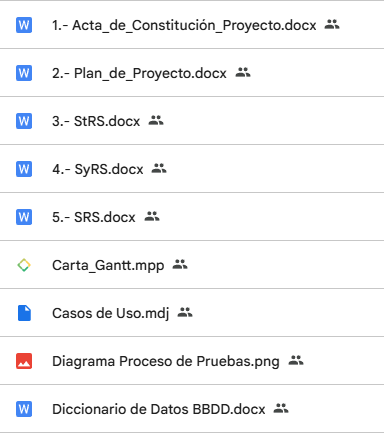 1.- Acta_de_Constitución_Proyecto.docx
2.- Plan_de_Proyecto.docx
3.- StRS.docx
4.- SyRS.docx
5.- SRS.docx
Carta_Gantt.mpp
Casos de Uso.mdj
Diagrama Proceso de Pruebas.png
Diccionario de Datos BBDD.docx